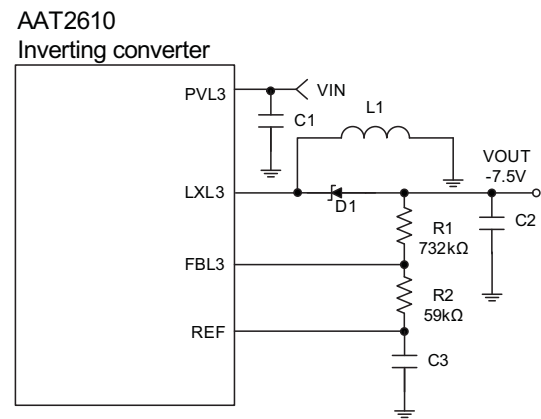 AAT2610
Inverting converter
PVL3
VIN
C1
L1
LXL3
D1
VOUT
-7.5V
C2
R1
732kΩ
FBL3
R2
59kΩ
REF
C3